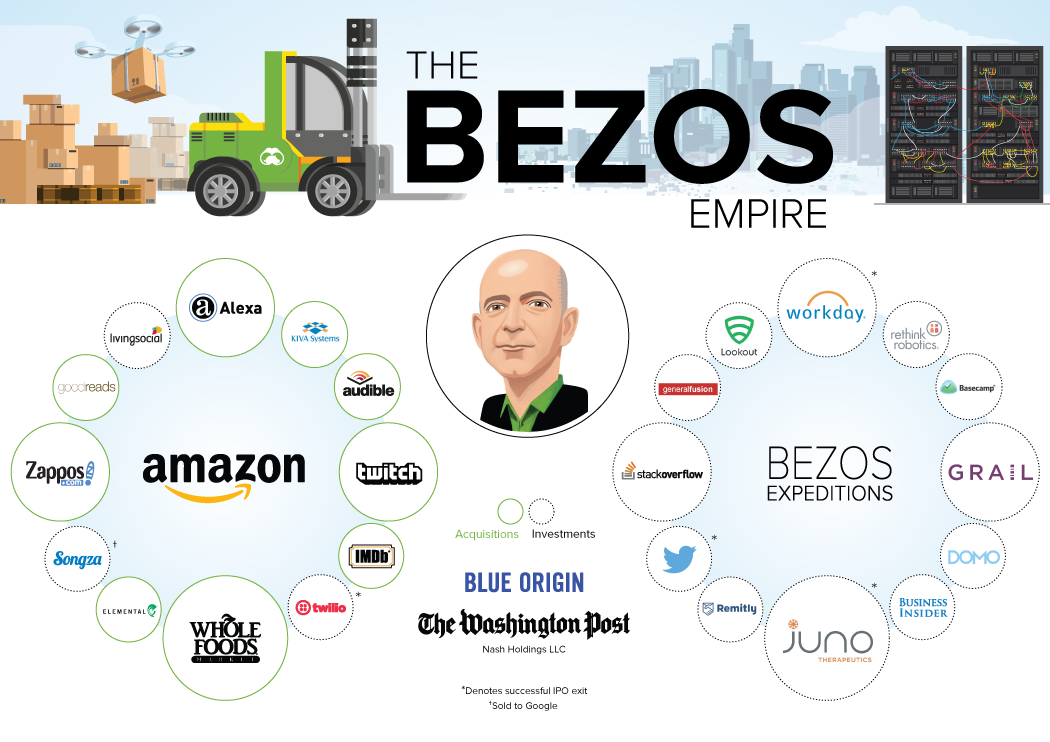 THE
BEZOS
EMPIRE
Alexa
livingsocial
KIVA Systems
goodreads
audible
Zappos
.com
amazon
twitch
Songza
†
IMDb
ELEMENTAL
twilio
*
WHOLE
FOODS
MARKET
Acquisitions
Investments
BLUE ORIGIN
The Washington Post
Nash Holdings LLC
*Denotes successful IPO exit
†Sold to Google
workday.
*
Lookout
rethink
robotics.
generalfusion
Basecamp
stackoverflow
BEZOS
EXPEDITIONS
GRAIL
*
DOMO
Remitly
*
BUSINESS
INSIDER
juno
THERAPEUTICS